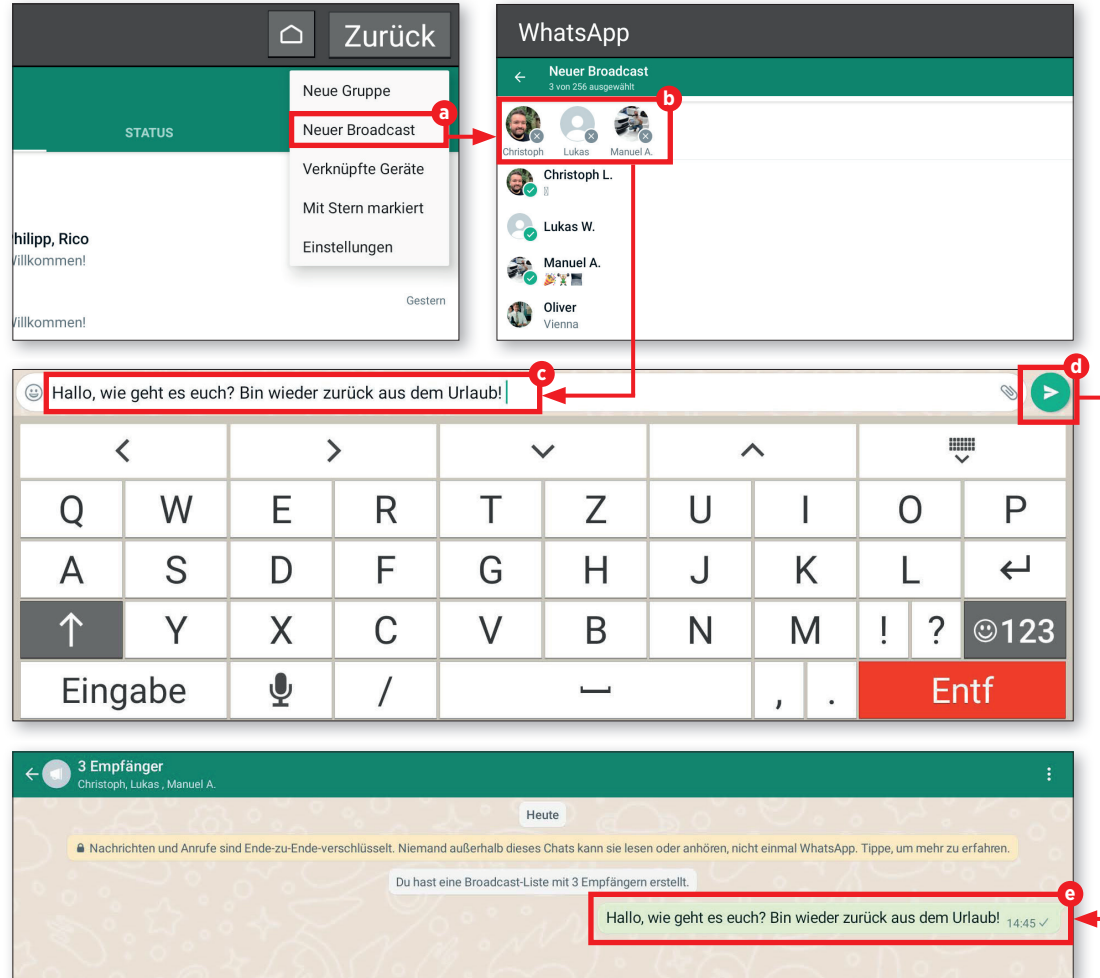 Zurück
Neue Gruppe
a
Neuer Broadcast
STATUS
Verknüpfte Geräte
Mit Stern markiert
Einstellungen
hilipp, Rico
illkommen!
Gestern
illkommen!
WhatsApp
Neuer Broadcast
3 von 256 ausgewählt
b
Christoph Lukas Manuel A.
Christoph L.
Lukas W.
Manuel A.
Oliver
Vienna
c
d
Hallo, wie geht es euch? Bin wieder zurück aus dem Urlaub!
Q W E R T Z U I O P
A S D F G H J K L
Y X C V B N M ! ? 123
Eingabe / , . Entf
3 Empfänger
Christoph, Lukas , Manuel A.
Heute
Nachrichten und Anrufe sind Ende-zu-Ende-verschlüsselt. Niemand außerhalb dieses Chats kann sie lesen oder anhören, nicht einmal WhatsApp. Tippe, um mehr zu erfahren.
Du hast eine Broadcast-Liste mit 3 Empfängern erstellt.
e
Hallo, wie geht es euch? Bin wieder zurück aus dem Urlaub! 14:45